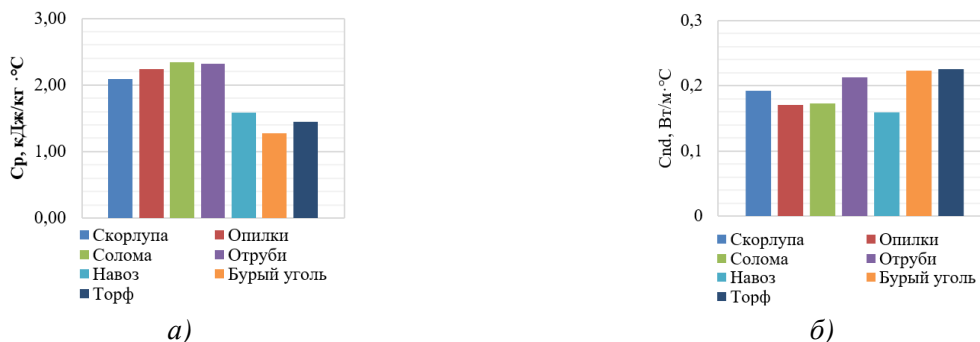 3,00
2,00
1,00
0,00
Ср, кДж/кг ·°С
Скорлупа Опилки
Солома Отруби
Навоз Бурый уголь
Торф
а)
0,3
0,2
0,1
0
Cnd, Вт/м·°С
Скорлупа Опилки
Солома Отруби
Навоз Бурый уголь
Торф
б)